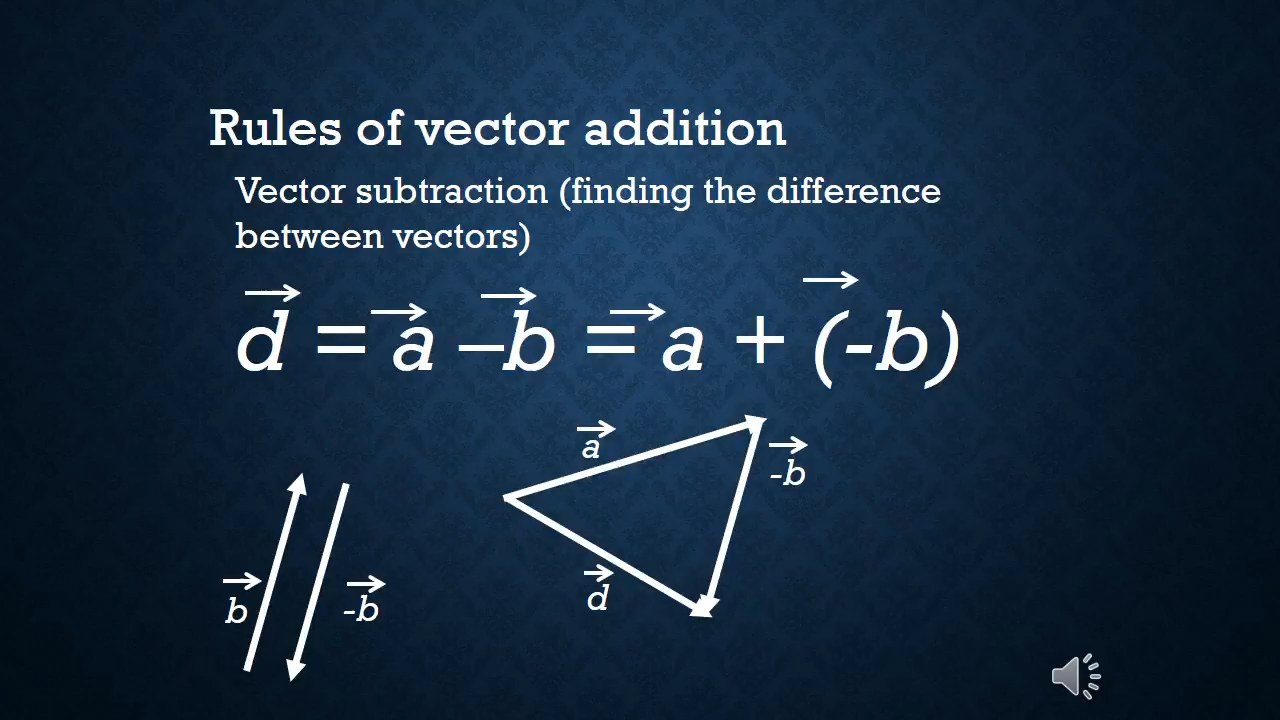 Rules of vector addition
Vector subtraction (finding the difference
between vectors)
d = a – b = a + (-b)
a
-b
b
-b
d